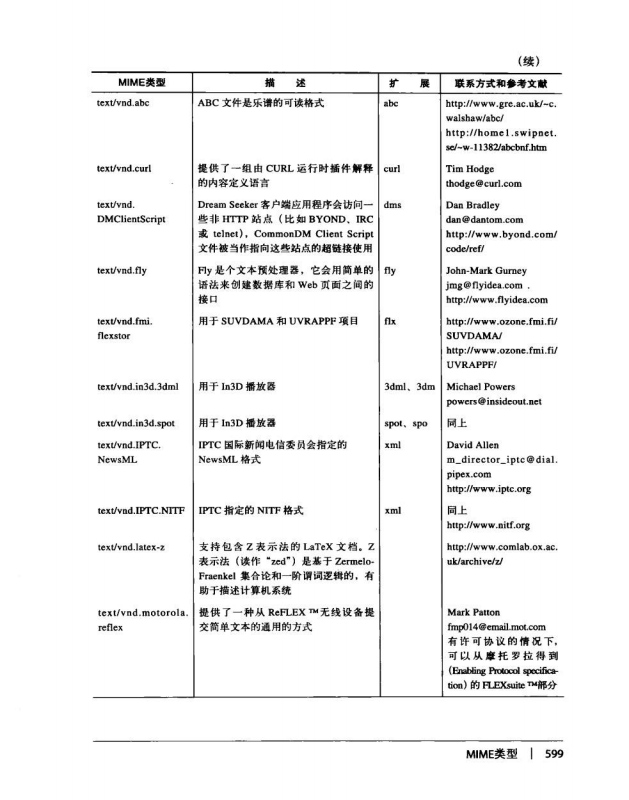 （续）
MIME类型 描 述 扩 展 联系方式和参考文献
text/vnd.abc ABC 文件是乐谱的可读格式 abc http://www.gre.ac.uk/~c.
walshaw/abc/
http://home1.swipnet.
se/~w-11382/abcbnf.htm
text/vnd.curl 提供了一组由 CURL 运行时插件解释 curl Tim Hodge
的内容定义语言 thodge@curl.com
text/vnd. Dream Seeker 客户端应用程序会访问一 dms Dan Bradley
DMClientScript 些非 HTTP 站点（比如 BYOND、IRC dan@dantom.com
或 telnet），CommonDM Client Script http://www.byond.com/
文件被当作指向这些站点的超链接使用 code/ref/
text/vnd.fly Fly 是个文本预处理器，它会用简单的 fly John-Mark Gurney
语法来创建数据库和 Web 页面之间的 jmg@flyidea.com
接口 http://www.flyidea.com
text/vnd.fmi. 用于 SUVDAMA 和 UVRAPPF 项目 flx http://www.ozone.fmi.fi/
flexstor SUVDAMA/
http://www.ozone.fmi.fi/
UVRAPPF/
text/vnd.in3d.3dml 用于 In3D 播放器 3dml、3dm Michael Powers
powers@insideout.net
text/vnd.in3d.spot 用于 In3D 播放器 spot、spo 同上
text/vnd.IPTC. IPTC 国际新闻电信委员会指定的 xml David Allen
NewsML NewsML 格式 m_director_iptc@dial.
pipex.com
http://www.iptc.org
text/vnd.IPTC.NITF IPTC 指定的 NITF 格式 xml 同上
http://www.nitf.org
text/vnd.latex-z 支持包含 Z 表示法的 LaTeX 文档。Z http://www.comlab.ox.ac.
表示法（读作“zed”）是基于 Zermelo- uk/archive/z/
Fraenkel 集合论和一阶谓词逻辑的，有
助于描述计算机系统
text/vnd.motorola. 提供了一种从 ReFLEX ™无线设备提 Mark Patton
reflex 交简单文本的通用的方式 fmp014@email.mot.com
有许可协议的情况下，
可以从摩托罗拉得到
(Enabling Protocol specifica-
tion) 的 FLEXsuite ™部分
MIME类型 | 599